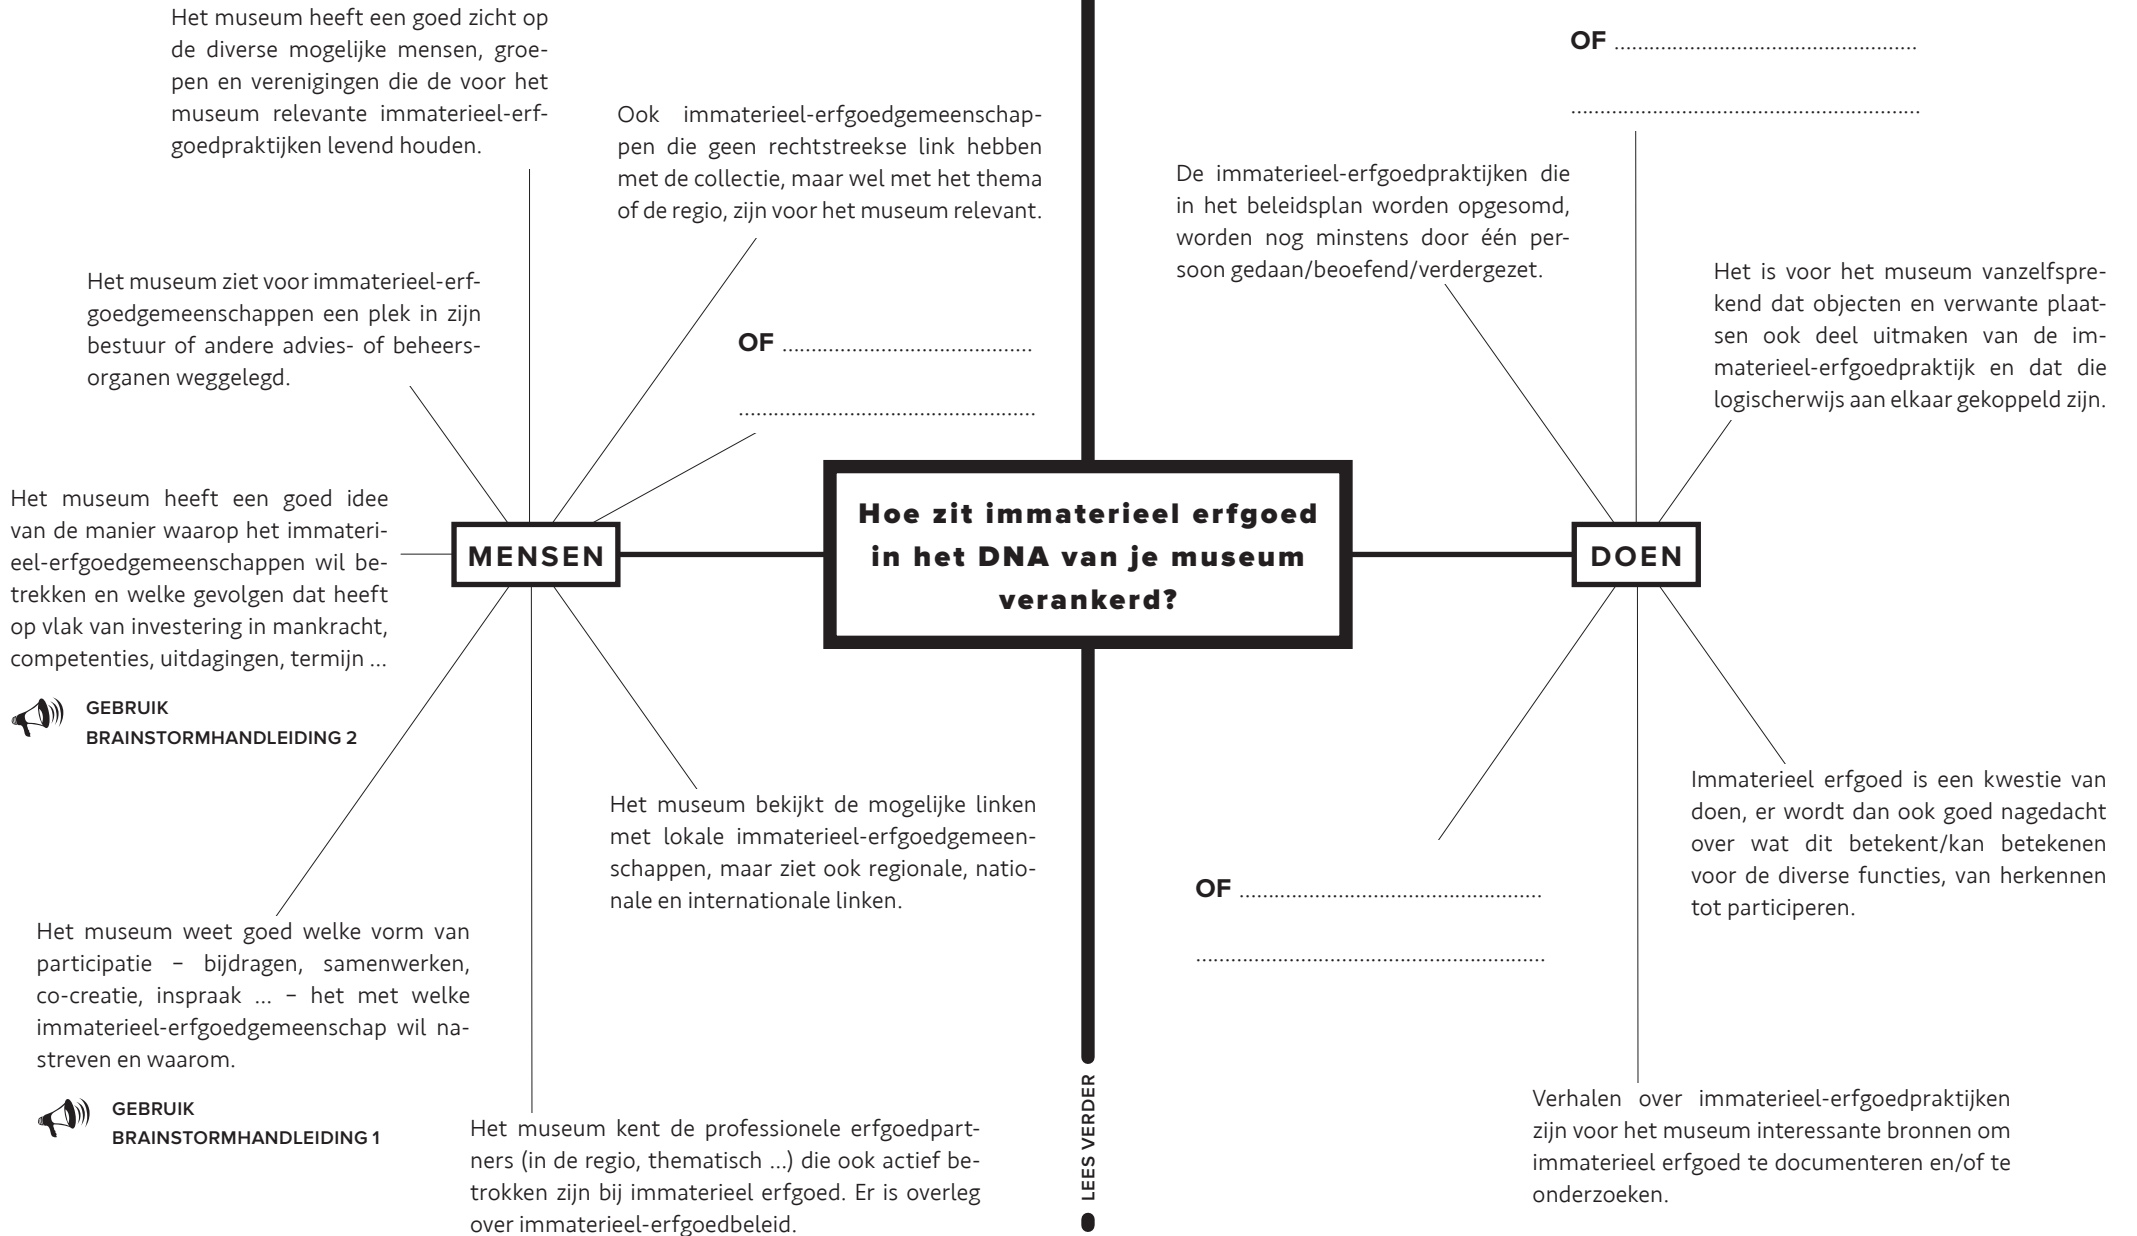 Het museum heeft een goed zicht op
de diverse mogelijke mensen, groe-
pen en verenigingen die de voor het
museum relevante immaterieel-erf-
goedpraktijken levend houden.
Ook immaterieel-erfgoedgemeenschap-
pen die geen rechtstreekse link hebben
met de collectie, maar wel met het thema
of de regio, zijn voor het museum relevant.
Het museum ziet voor immaterieel-erf-
goedgemeenschappen een plek in zijn
bestuur of andere advies- of beheers-
organen weggelegd.
OF ...........................................
...................................................
Het museum heeft een goed idee
van de manier waarop het immateri-
eel-erfgoedgemeenschappen wil be-
trekken en welke gevolgen dat heeft
op vlak van investering in mankracht,
competenties, uitdagingen, termijn ...
GEBRUIK
BRAINSTORMHANDLEIDING 2
MENSEN
Hoe zit immaterieel erfgoed
in het DNA van je museum
verankerd?
Het museum bekijkt de mogelijke linken
met lokale immaterieel-erfgoedgemeen-
schappen, maar ziet ook regionale, natio-
nale en internationale linken.
Het museum weet goed welke vorm van
participatie – bijdragen, samenwerken,
co-creatie, inspraak ... – het met welke
immaterieel-erfgoedgemeenschap wil na-
streven en waarom.
GEBRUIK
BRAINSTORMHANDLEIDING 1
Het museum kent de professionele erfgoedpart-
ners (in de regio, thematisch ...) die ook actief be-
trokken zijn bij immaterieel erfgoed. Er is overleg
over immaterieel-erfgoedbeleid.
LEES VERDER
OF ....................................................
............................................................
De immaterieel-erfgoedpraktijken die
in het beleidsplan worden opgesomd,
worden nog minstens door één per-
soon gedaan/beoefend/verdergezet.
Het is voor het museum vanzelfspre-
kend dat objecten en verwante plaat-
sen ook deel uitmaken van de im-
materieel-erfgoedpraktijk en dat die
logischerwijs aan elkaar gekoppeld zijn.
DOEN
Immaterieel erfgoed is een kwestie van
doen, er wordt dan ook goed nagedacht
over wat dit betekent/kan betekenen
voor de diverse functies, van herkennen
tot participeren.
OF ....................................................
............................................................
Verhalen over immaterieel-erfgoedpraktijken
zijn voor het museum interessante bronnen om
immaterieel erfgoed te documenteren en/of te
onderzoeken.